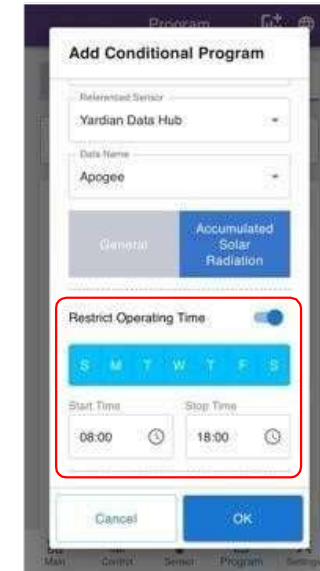 Program
Add Conditional Program
Referenced Sensor
Yardian Data Hub
Data Name
Apogee
General
Accumulated
Solar
Radiation
Restrict Operating Time
S M T W T F S
Start Time Stop Time
08:00 18:00
Cancel OK
Main Control Sensor Program Settings